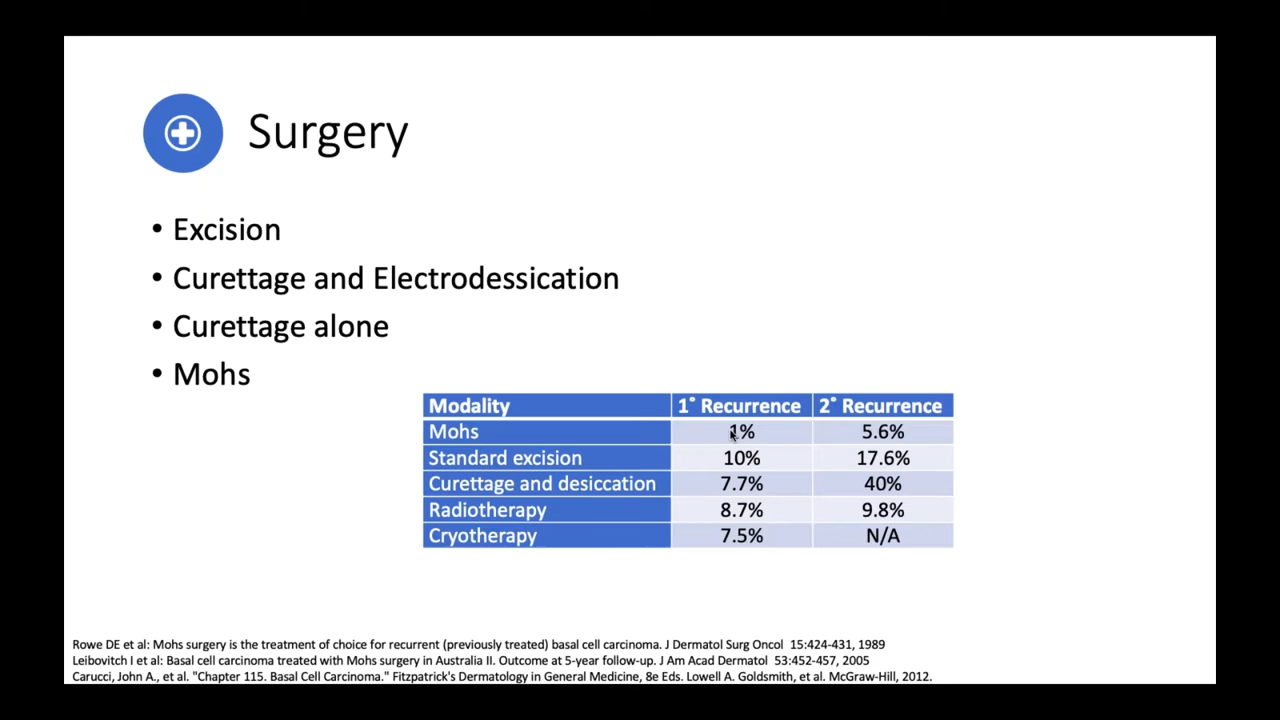 Surgery
• Excision
• Curettage and Electrodessication
• Curettage alone
• Mohs
Modality 1° Recurrence 2° Recurrence
Mohs 1% 5.6%
Standard excision 10% 17.6%
Curettage and desiccation 7.7% 40%
Radiotherapy 8.7% 9.8%
Cryotherapy 7.5% N/A
Rowe DE et al: Mohs surgery is the treatment of choice for recurrent (previously treated) basal cell carcinoma. J Dermatol Surg Oncol 15:424-431, 1989
Leibovitch I et al: Basal cell carcinoma treated with Mohs surgery in Australia II. Outcome at 5-year follow-up. J Am Acad Dermatol 53:452-457, 2005
Carucci, John A., et al. "Chapter 115. Basal Cell Carcinoma." Fitzpatrick's Dermatology in General Medicine, 8e Eds. Lowell A. Goldsmith, et al. McGraw-Hill, 2012.